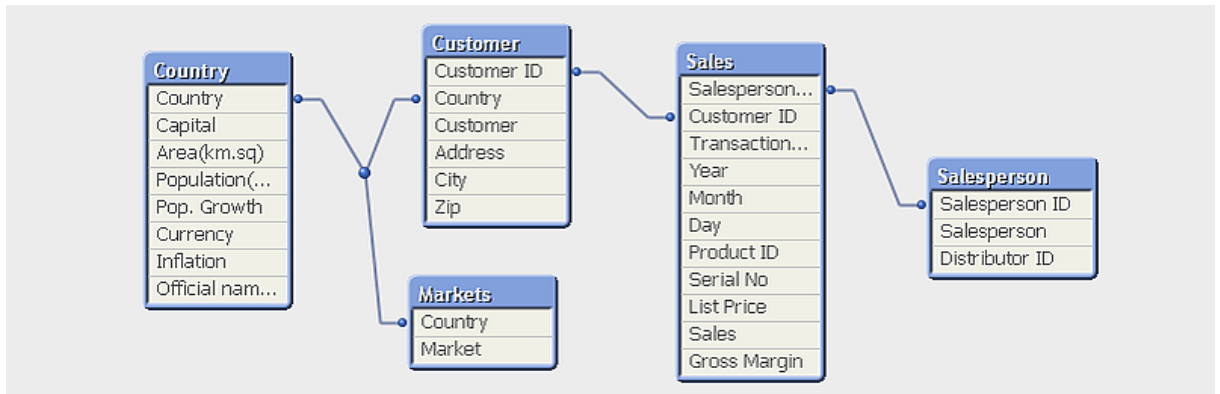 Country
Country
Capital
Area(km.sq)
Population(...
Pop. Growth
Currency
Inflation
Official nam...
Customer
Customer ID
Country
Customer
Address
City
Zip
Markets
Country
Market
Sales
Salesperson...
Customer ID
Transaction...
Year
Month
Day
Product ID
Serial No
List Price
Sales
Gross Margin
Salesperson
Salesperson ID
Salesperson
Distributor ID